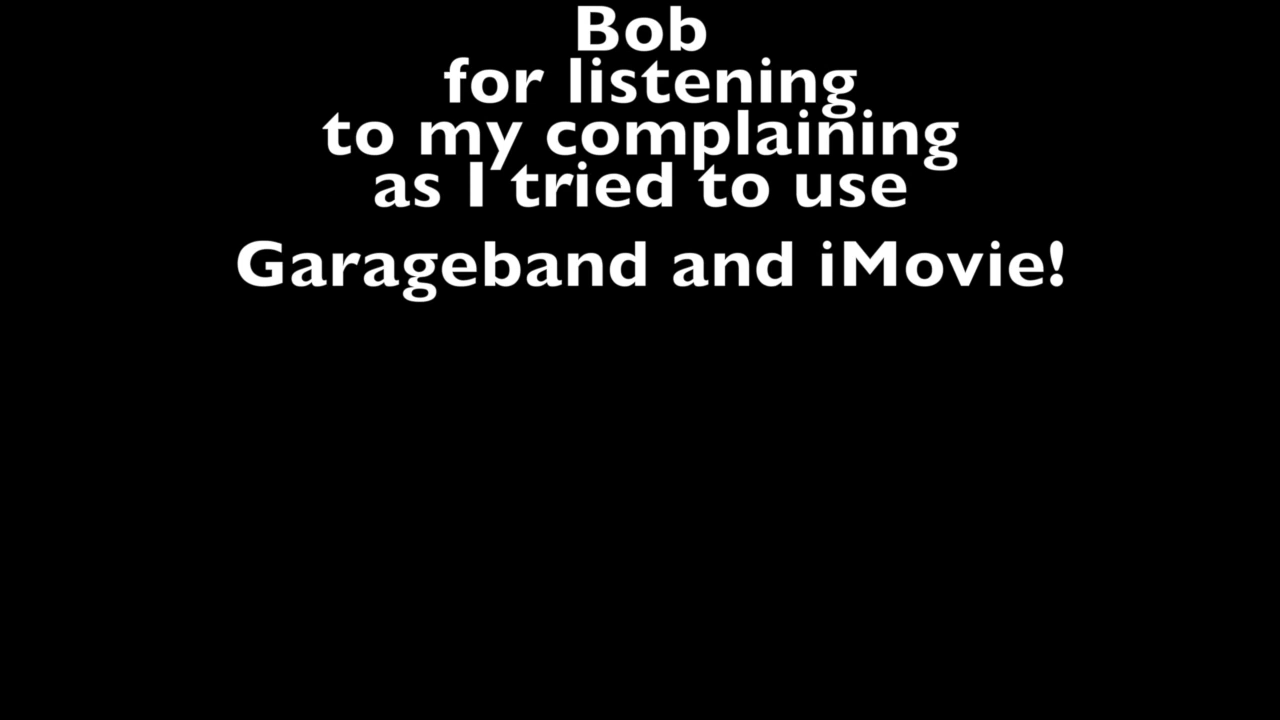 Bob
for listening
to my complaining
as I tried to use
Garageband and iMovie!